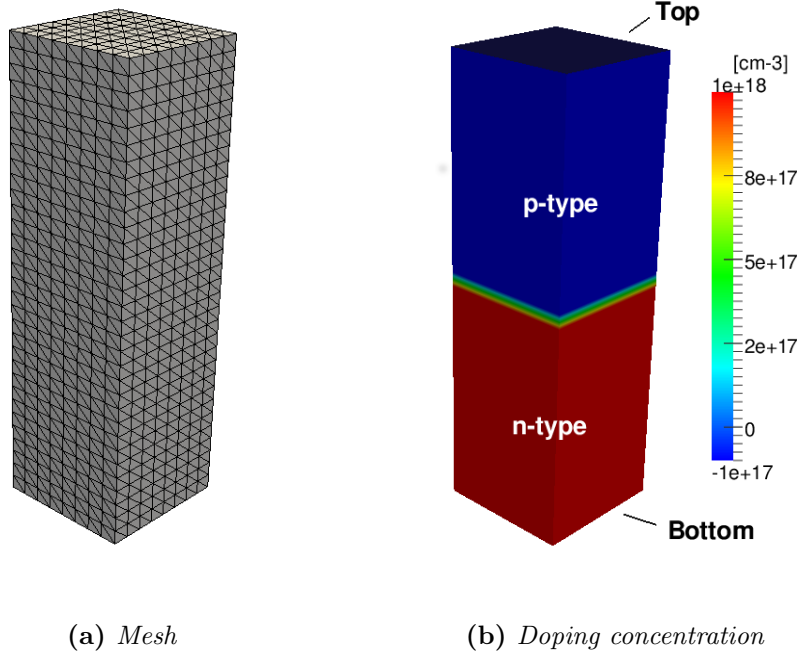 Top
[cm-3]
1e+18
8e+17
p-type
5e+17
2e+17
n-type
0
-1e+17
Bottom
(a) Mesh
(b) Doping concentration